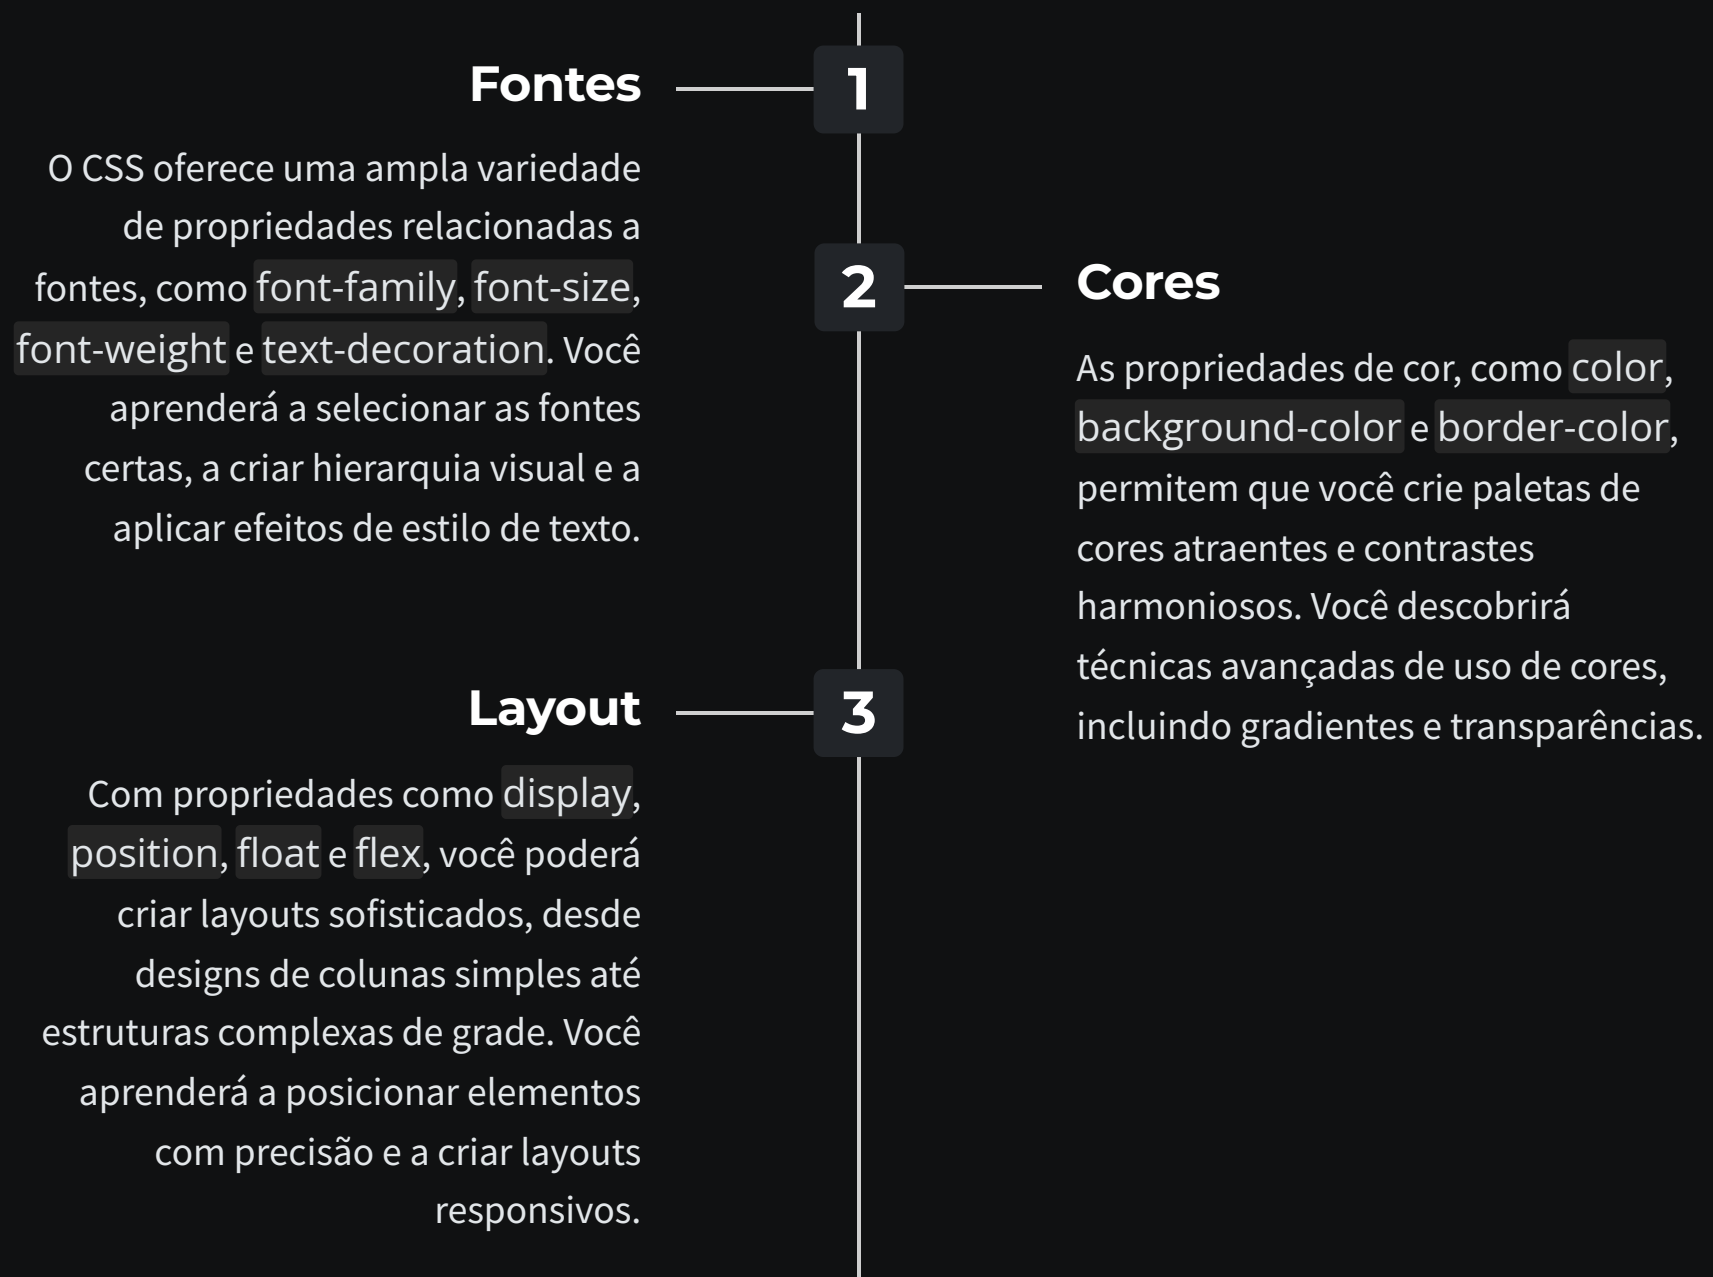 1
Fontes
O CSS oferece uma ampla variedade
de propriedades relacionadas a
fontes, como font-family, font-size,
font-weight e text-decoration. Você
aprenderá a selecionar as fontes
certas, a criar hierarquia visual e a
aplicar efeitos de estilo de texto.
2
Cores
As propriedades de cor, como color,
background-color e border-color,
permitem que você crie paletas de
cores atraentes e contrastes
harmoniosos. Você descobrirá
técnicas avançadas de uso de cores,
incluindo gradientes e transparências.
3
Layout
Com propriedades como display,
position, float e flex, você poderá
criar layouts sofisticados, desde
designs de colunas simples até
estruturas complexas de grade. Você
aprenderá a posicionar elementos
com precisão e a criar layouts
responsivos.